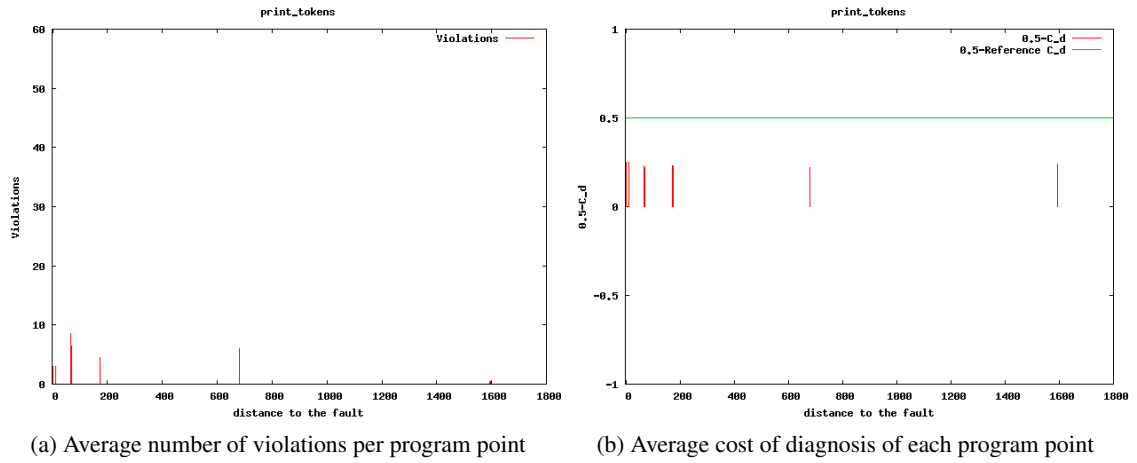 print_tokens
60
50
40
30
20
10
0
Violations
Violations
0 200 400 600 800 1000 1200 1400 1600 1800
distance to the fault
(a) Average number of violations per program point
print_tokens
1
0.5
0
-0.5
-1
0.5-C_d
0.5-C_d
0.5-Reference C_d
0 200 400 600 800 1000 1200 1400 1600 1800
distance to the fault
(b) Average cost of diagnosis of each program point